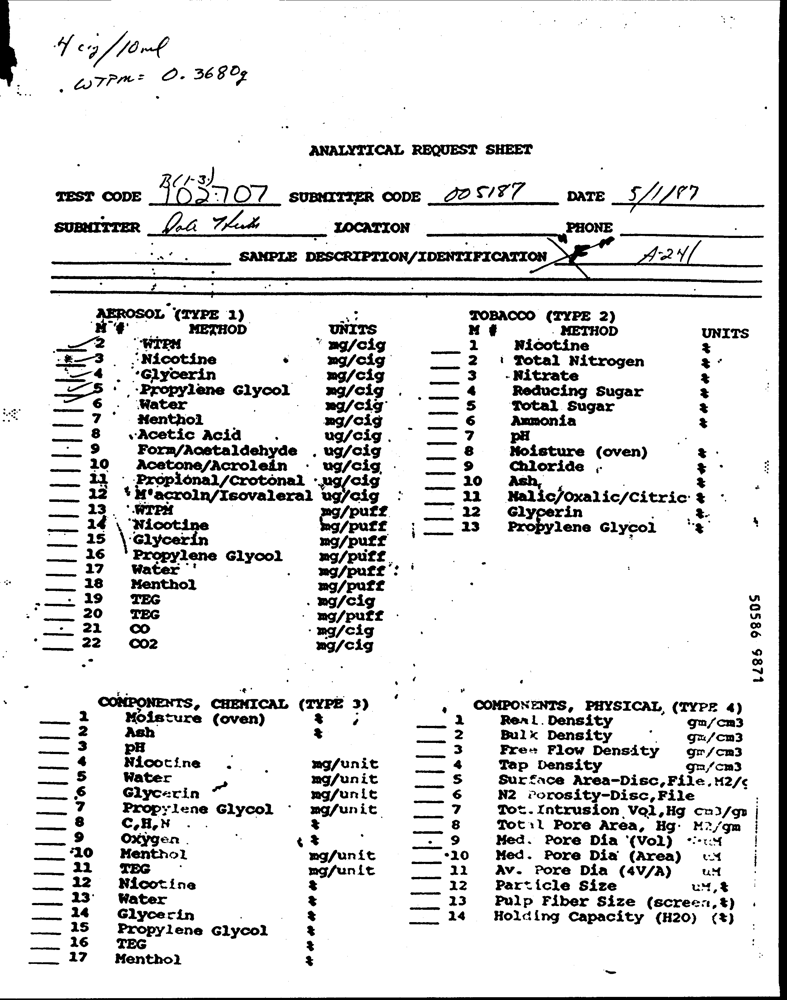 4 cig/10ml
WTPM= 0.3680g
ANALYTICAL REQUEST SHEET
B(1-3)
TEST CODE 102707 SUBMITTER CODE 005187 DATE 5/1/87
SUBMITTER LOCATION PHONE
SAMPLE DESCRIPTION/IDENTIFICATION A-241
AEROSOL (TYPE 1)
M # METHOD UNITS
2 WTPM mg/cig
* 3 Nicotine mg/cig
4 Glycerin mg/cig
5 Propylene Glycol mg/cig
6 Water mg/cig
7 Menthol mg/cig
8 Acetic Acid ug/cig
9 Form/Acetaldehyde ug/cig
10 Acetone/Acrolein ug/cig
11 Propional/Crotonal ug/cig
12 M'acroln/Isovaleral ug/cig
13 WTPM mg/puff
14 Nicotine mg/puff
15 Glycerin mg/puff
16 Propylene Glycol mg/puff
17 Water mg/puff
18 Menthol mg/puff
19 TEG mg/cig
20 TEG mg/puff
21 CO mg/cig
22 CO2 mg/cig
TOBACCO (TYPE 2)
M # METHOD UNITS
1 Nicotine %
2 Total Nitrogen %
3 Nitrate %
4 Reducing Sugar %
5 Total Sugar %
6 Ammonia %
7 pH
8 Moisture (oven) %
9 Chloride %
10 Ash %
11 Malic/Oxalic/Citric %
12 Glycerin %
13 Propylene Glycol %
50586 9871
COMPONENTS, CHEMICAL (TYPE 3)
1 Moisture (oven) %
2 Ash %
3 pH
4 Nicotine mg/unit
5 Water mg/unit
6 Glycerin mg/unit
7 Propylene Glycol mg/unit
8 C,H,N %
9 Oxygen %
10 Menthol mg/unit
11 TEG mg/unit
12 Nicotine %
13 Water %
14 Glycerin %
15 Propylene Glycol %
16 TEG %
17 Menthol %
COMPONENTS, PHYSICAL (TYPE 4)
1 Real Density gm/cm3
2 Bulk Density gm/cm3
3 Free Flow Density gm/cm3
4 Tap Density gm/cm3
5 Surface Area-Disc,File,M2/g
6 N2 Porosity-Disc,File
7 Tot.Intrusion Vol,Hg cm3/gm
8 Total Pore Area, Hg M2/gm
9 Med. Pore Dia (Vol) uM
10 Med. Pore Dia (Area) uM
11 Av. Pore Dia (4V/A) uM
12 Particle Size uM,%
13 Pulp Fiber Size (screen,%)
14 Holding Capacity (H2O) (%)